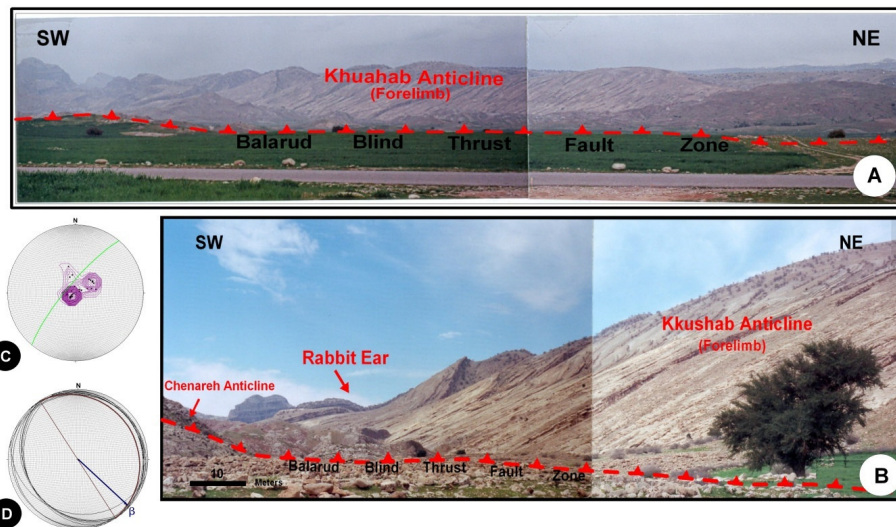 SW
NE
Khuahab Anticline
(Forelimb)
Balarud Blind Thrust Fault Zone
A
N
C
N
β
D
SW
NE
Kkushab Anticline
(Forelimb)
Rabbit Ear
Chenareh Anticline
Balarud Blind Thrust Fault Zone
10
Meters
B